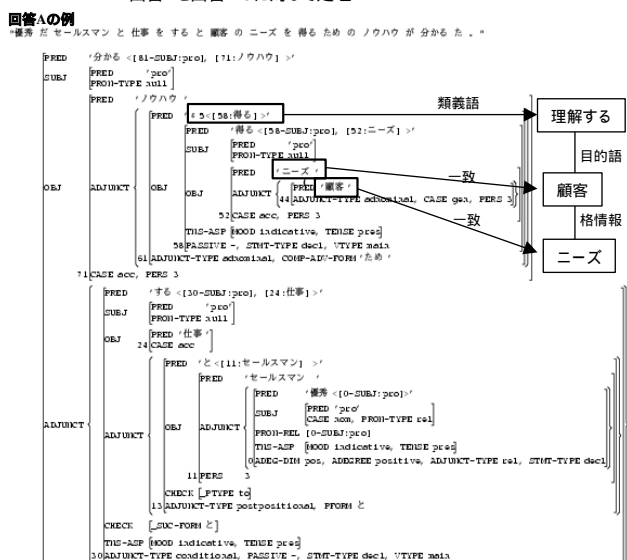 回答Aの例
"優秀 だ セールスマン と 仕事 を する と 顧客 の ニーズ を 得る ため の ノウハウ が 分かる た 。"
PRED '分かる <[81-SUBJ:pro], [71:ノウハウ] >'
SUBJ PRED 'pro'
PRON-TYPE null
PRED 'ノウハウ '
PRED 'ため<[58:得る] >'
類義語
理解する
PRED '得る <[58-SUBJ:pro], [52:ニーズ] >'
目的語
SUBJ PRED 'pro'
PRON-TYPE null
PRED 'ニーズ '
一致
顧客
OBJ ADJUNCT OBJ OBJ ADJUNCT PRED '顧客 '
44 ADJUNCT-TYPE adnominal, CASE gen, PERS 3
52 CASE acc, PERS 3
一致
格情報
ニーズ
TNS-ASP MOOD indicative, TENSE pres
58 PASSIVE -, STMT-TYPE decl, VTYPE main
61 ADJUNCT-TYPE adnominal, COMP-ADV-FORM 'ため '
71 CASE acc, PERS 3
PRED 'する <[30-SUBJ:pro], [24:仕事] >'
SUBJ PRED 'pro'
PRON-TYPE null
OBJ PRED '仕事 '
24 CASE acc
PRED 'と <[11:セールスマン] >'
PRED 'セールスマン '
PRED '優秀 <[0-SUBJ:pro]>'
SUBJ PRED 'pro'
CASE nom, PRON-TYPE rel
ADJUNCT ADJUNCT OBJ ADJUNCT
PRON-REL [0-SUBJ:pro]
TNS-ASP MOOD indicative, TENSE pres
0 ADEG-DIM pos, ADEGREE positive, ADJUNCT-TYPE rel, STMT-TYPE decl
11 PERS 3
CHECK _PTYPE to
13 ADJUNCT-TYPE postpositional, PFORM と
CHECK _SUC-FORM と
TNS-ASP MOOD indicative, TENSE pres
30 ADJUNCT-TYPE conditional, PASSIVE -, STMT-TYPE decl, VTYPE main